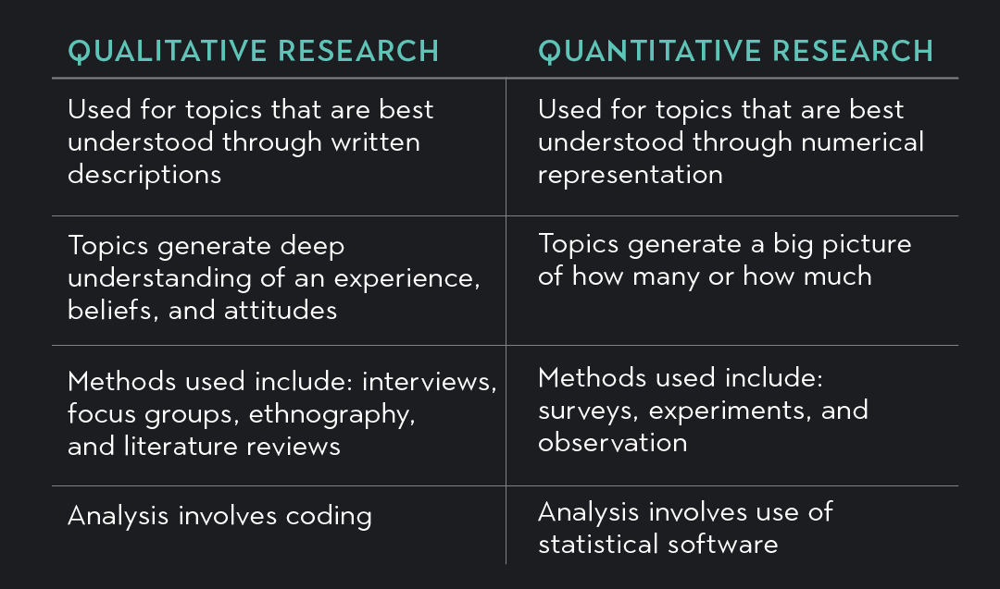 QUALITATIVE RESEARCH
QUANTITATIVE RESEARCH
Used for topics that are best
understood through written
descriptions
Used for topics that are best
understood through numerical
representation
Topics generate deep
understanding of an experience,
beliefs, and attitudes
Topics generate a big picture
of how many or how much
Methods used include: interviews,
focus groups, ethnography,
and literature reviews
Methods used include:
surveys, experiments, and
observation
Analysis involves coding
Analysis involves use of
statistical software